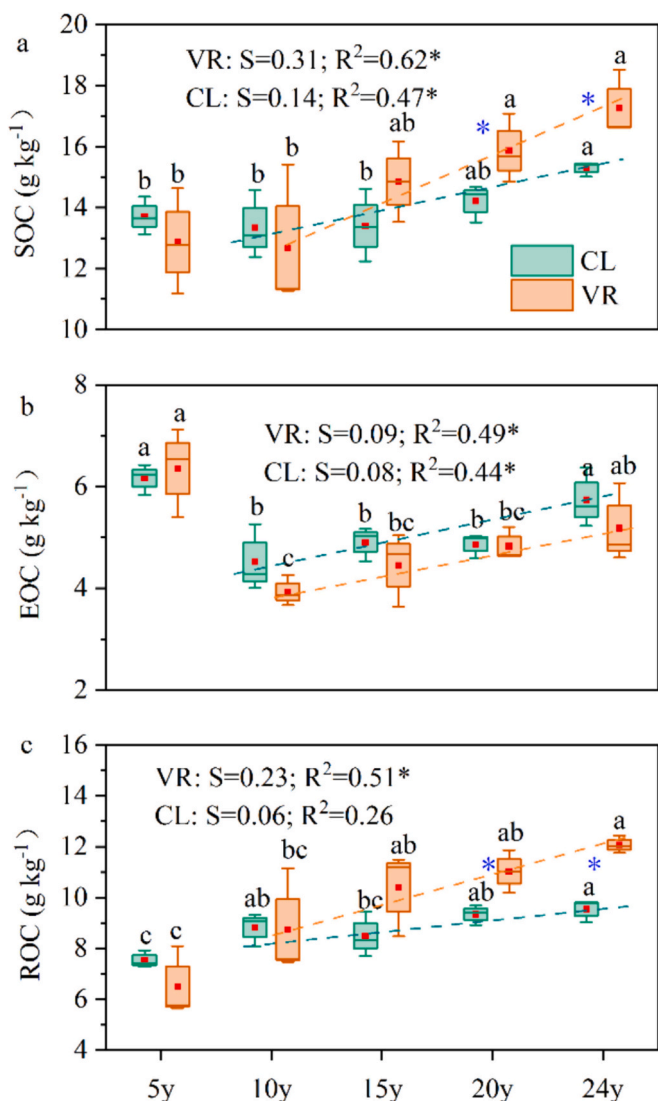 a
20
18
16
14
12
10
SOC (g kg⁻¹)
VR: S=0.31; R²=0.62*
CL: S=0.14; R²=0.47*
b
b
b
b
b
ab
ab
a
a
a
*
*
CL
VR
b
8
6
4
2
EOC (g kg⁻¹)
VR: S=0.09; R²=0.49*
CL: S=0.08; R²=0.44*
a
a
b
c
b
bc
b
bc
a
ab
c
16
14
12
10
8
6
4
ROC (g kg⁻¹)
VR: S=0.23; R²=0.51*
CL: S=0.06; R²=0.26
c
c
ab
bc
bc
ab
ab
ab
a
a
*
*
5y 10y 15y 20y 24y